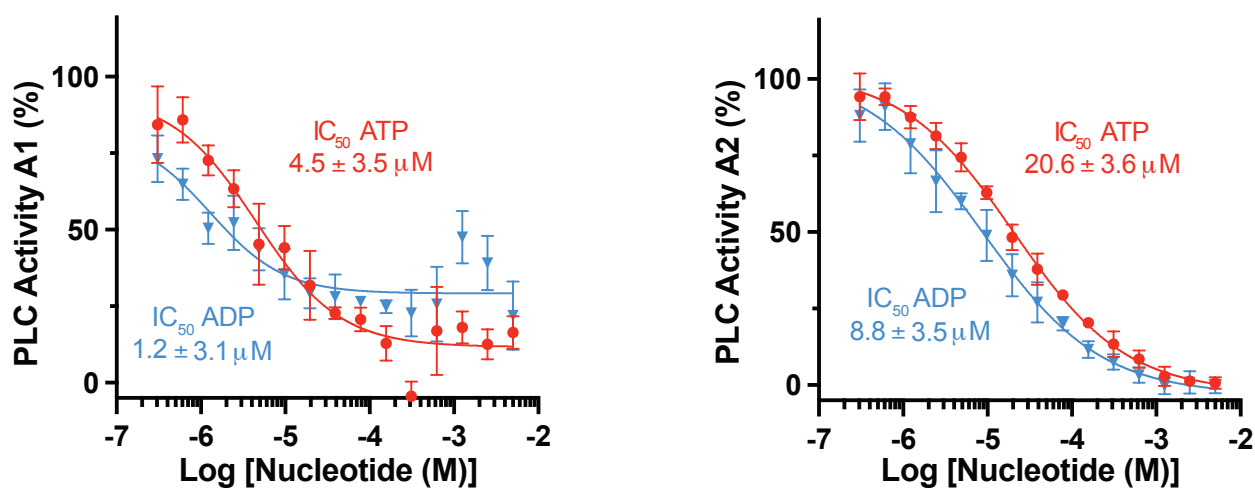 PLC Activity A1 (%)
100
50
0
IC₅₀ ATP
4.5 ± 3.5 μM
IC₅₀ ADP
1.2 ± 3.1 μM
-7 -6 -5 -4 -3 -2
Log [Nucleotide (M)]
PLC Activity A2 (%)
100
50
0
IC₅₀ ATP
20.6 ± 3.6 μM
IC₅₀ ADP
8.8 ± 3.5 μM
-7 -6 -5 -4 -3 -2
Log [Nucleotide (M)]